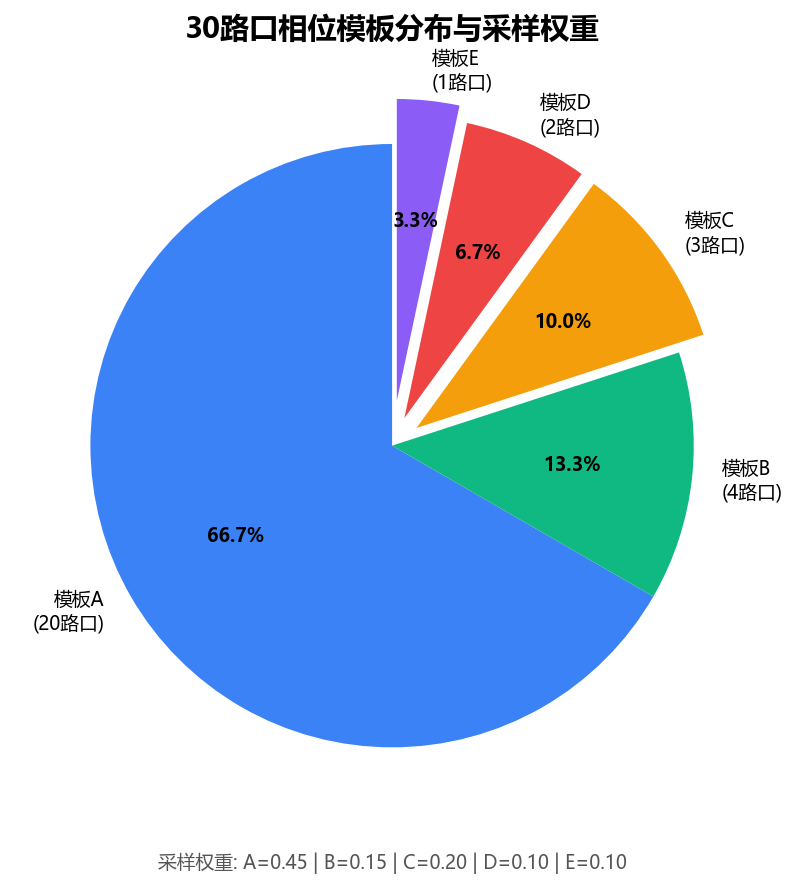 30路口相位模板分布与采样权重
模板E
(1路口)
模板D
(2路口)
模板C
(3路口)
模板B
(4路口)
模板A
(20路口)
3.3%
6.7%
10.0%
13.3%
66.7%
采样权重: A=0.45 | B=0.15 | C=0.20 | D=0.10 | E=0.10